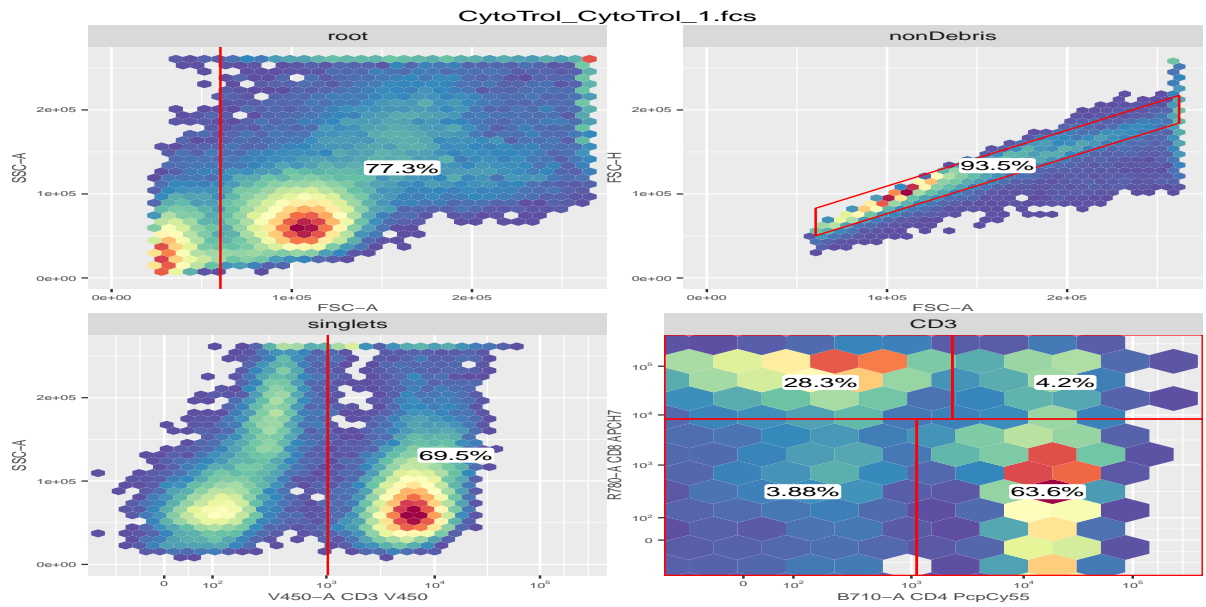 CytoTrol_CytoTrol_1.fcs
root
SSC−A
2e+05
1e+05
0e+00
77.3%
0e+00
1e+05
2e+05
FSC−A
nonDebris
FSC−H
2e+05
1e+05
0e+00
93.5%
0e+00
1e+05
2e+05
FSC−A
singlets
SSC−A
2e+05
1e+05
0e+00
69.5%
0
10²
10³
10⁴
10⁵
V450−A CD3 V450
CD3
R780−A CD8 APCH7
10⁵
10⁴
10³
10²
0
28.3%
4.2%
3.88%
63.6%
0
10²
10³
10⁴
10⁵
B710−A CD4 PcpCy55